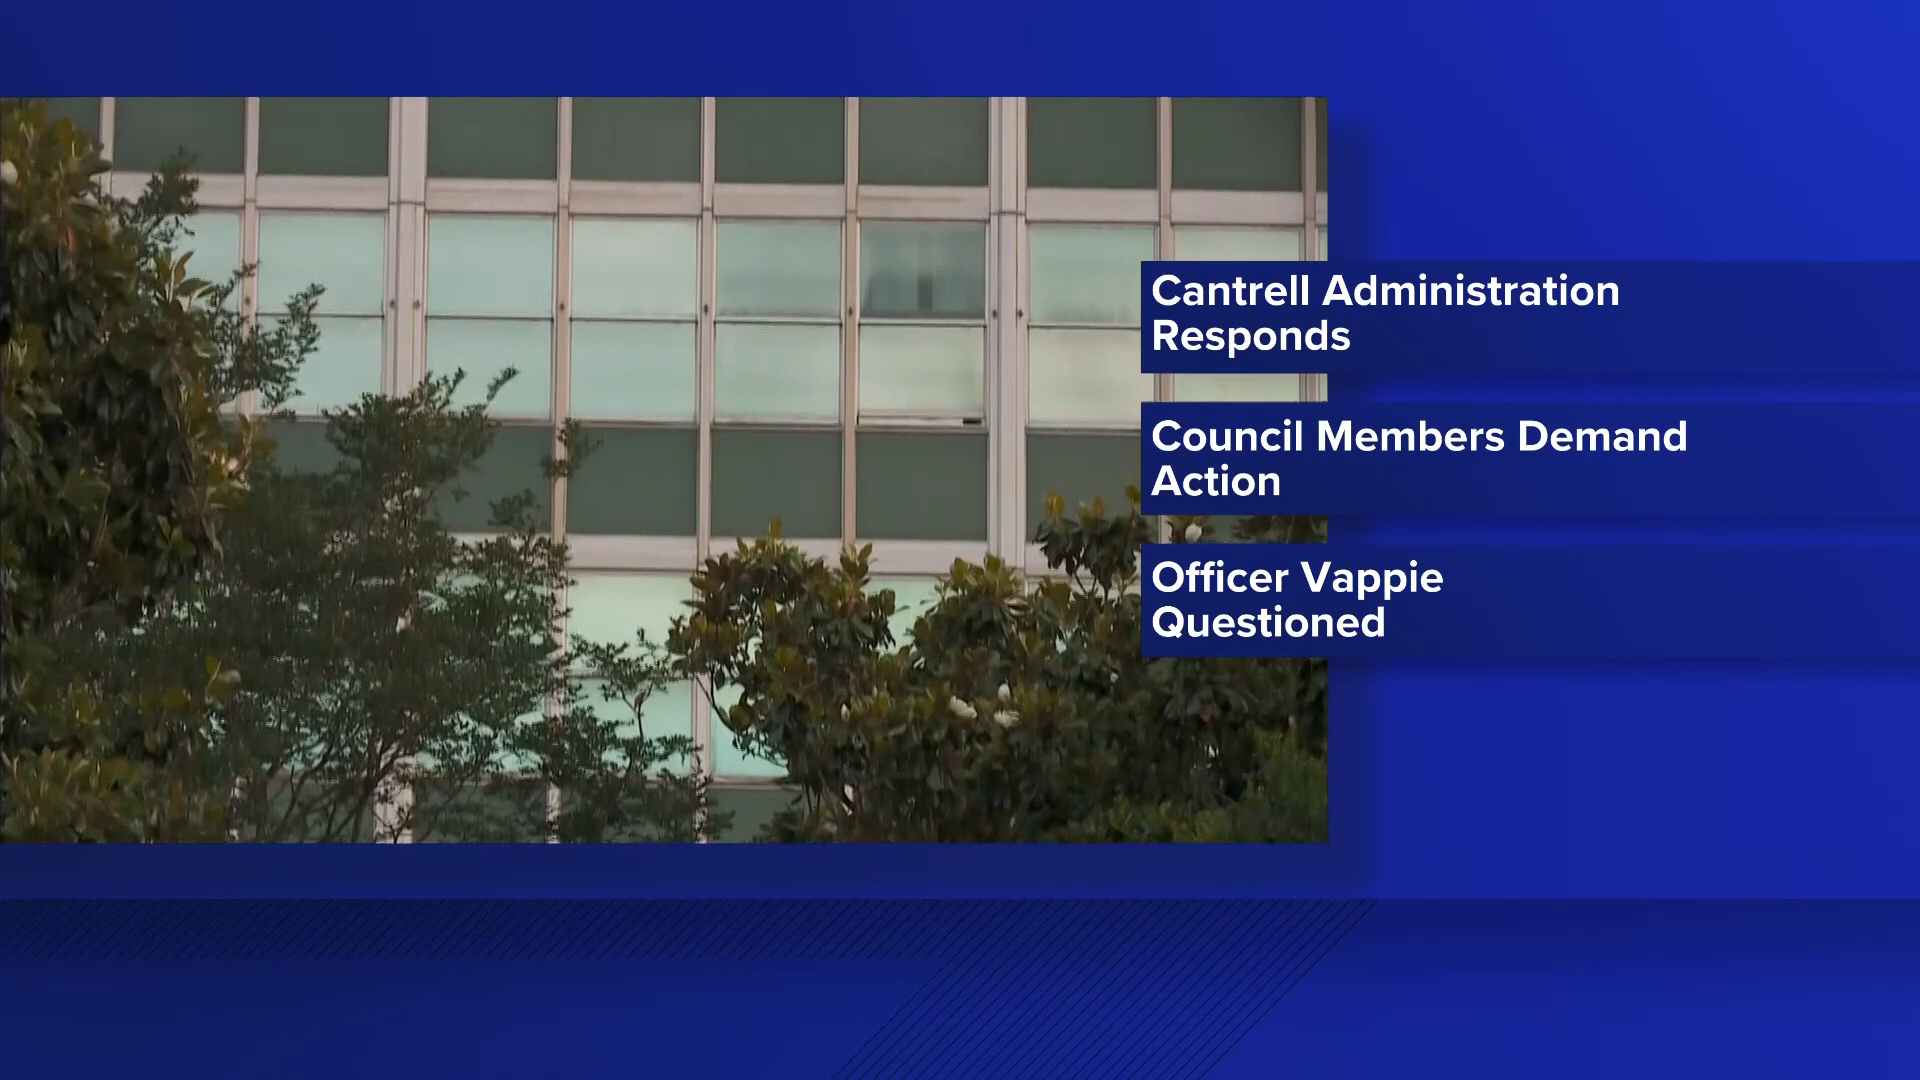 Cantrell Administration
Responds
Council Members Demand
Action
Officer Vappie
Questioned